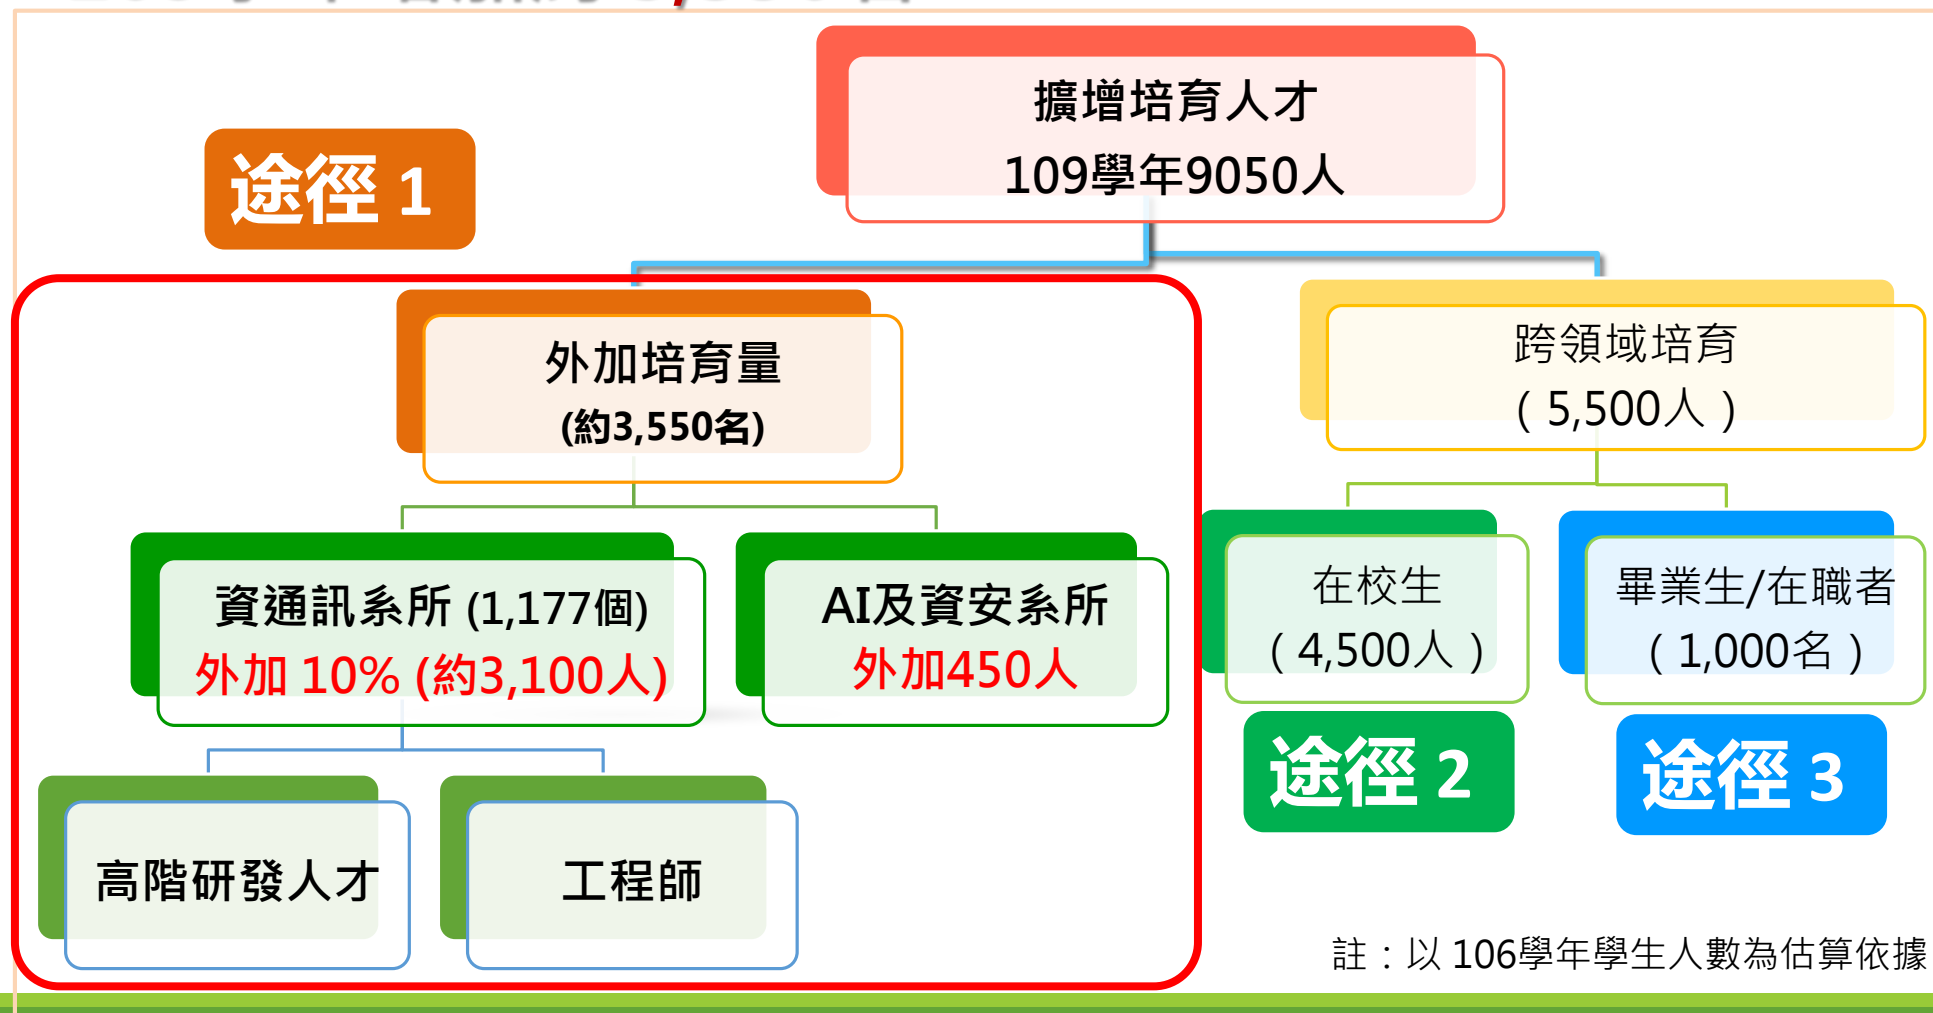 擴增培育人才
109學年9050人
途徑 1
外加培育量
(約3,550名)
跨領域培育
( 5,500人 )
資通訊系所 (1,177個)
外加 10% (約3,100人)
AI及資安系所
外加450人
在校生
( 4,500人 )
畢業生/在職者
( 1,000名 )
途徑 2
途徑 3
高階研發人才
工程師
註：以 106學年學生人數為估算依據